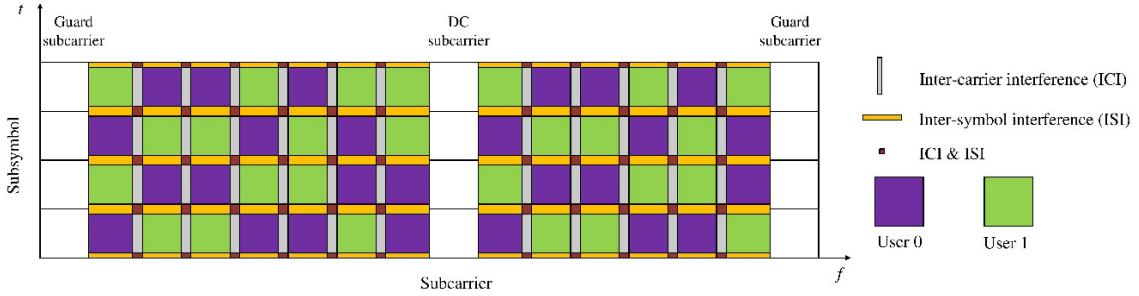 t
Guard
subcarrier
DC
subcarrier
Guard
subcarrier
Inter-carrier interference (ICI)
Inter-symbol interference (ISI)
ICI & ISI
Subsymbol
User 0
User 1
Subcarrier
f